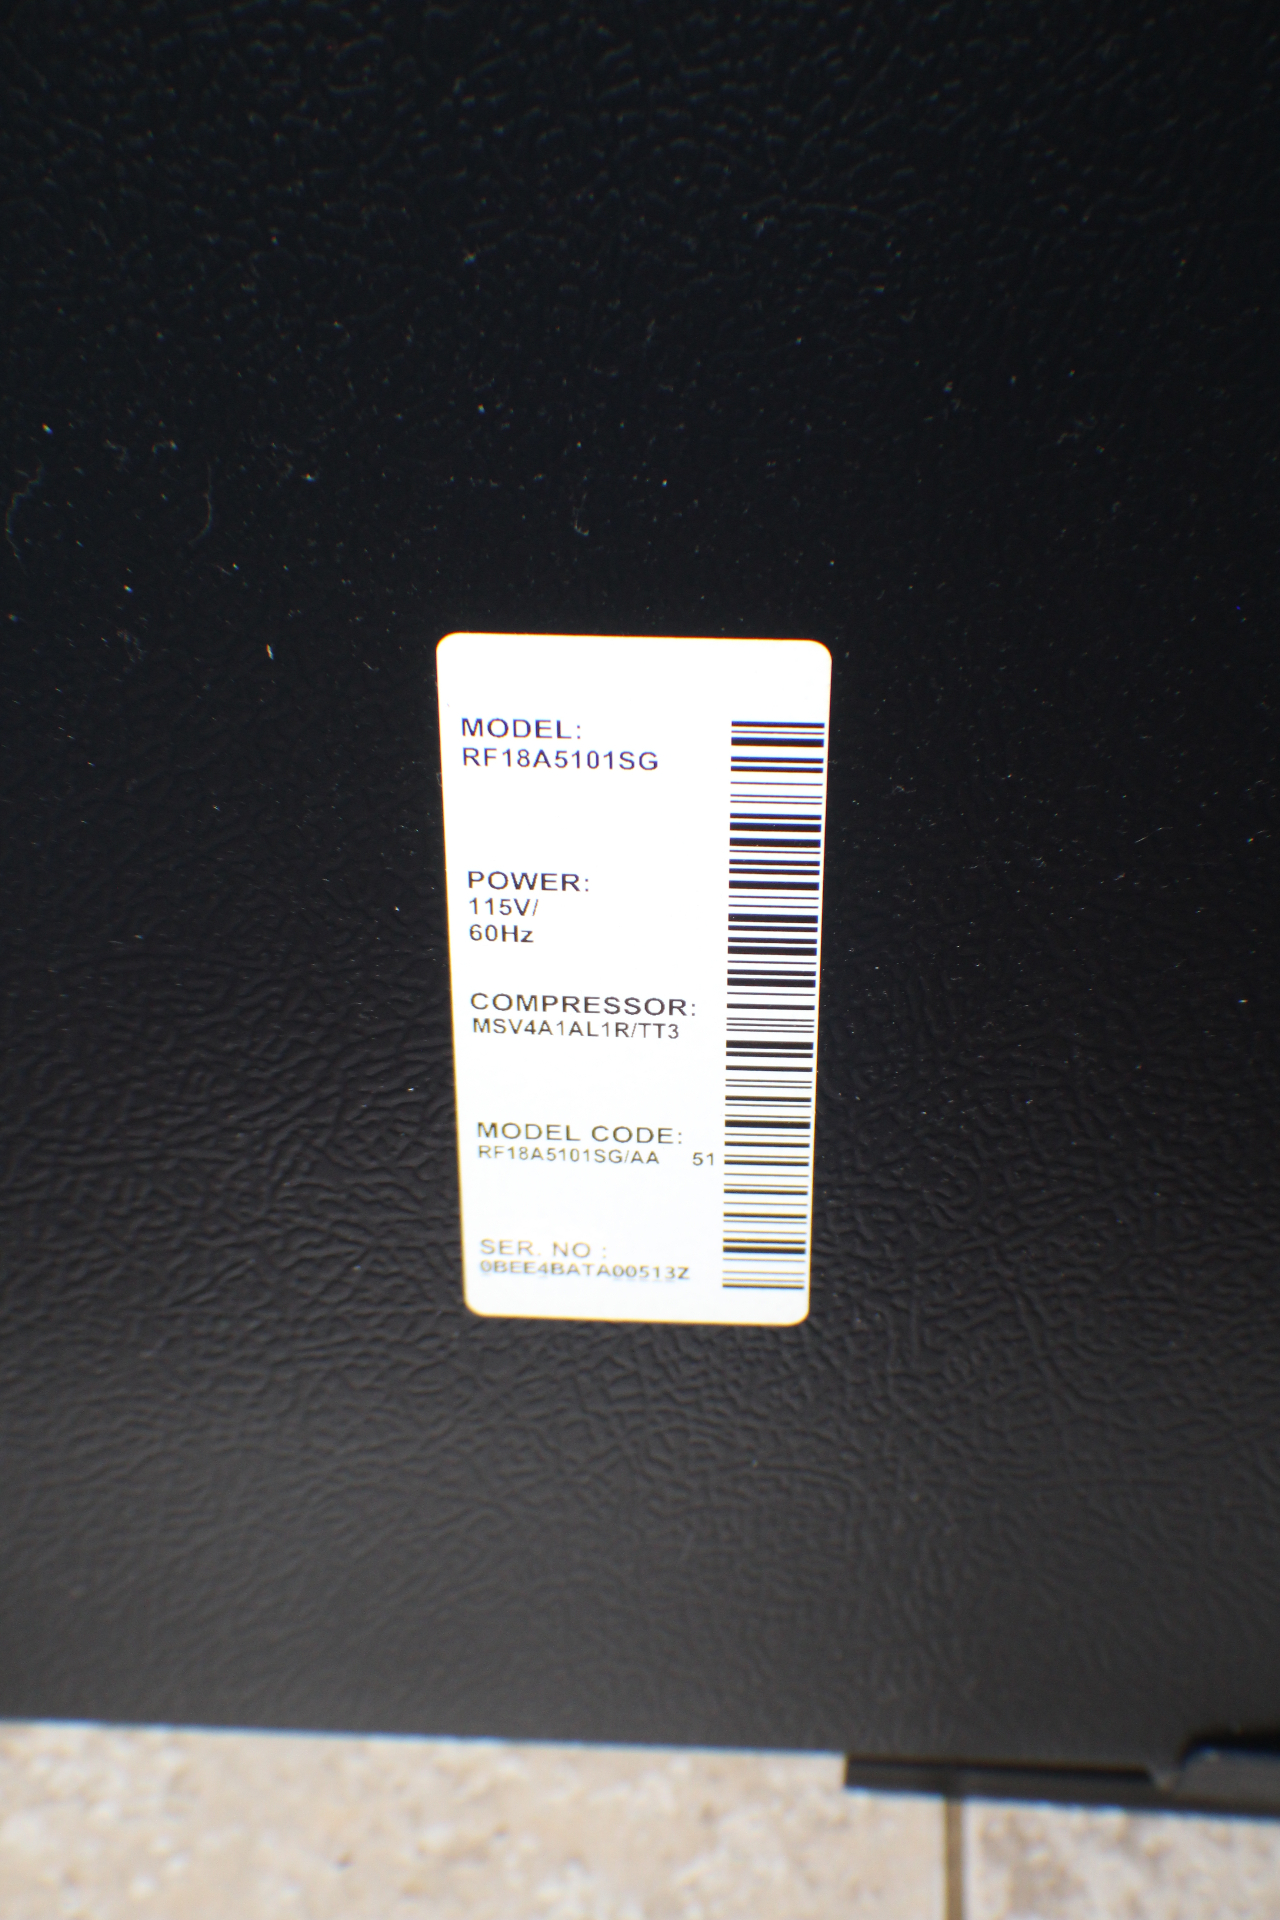 MODEL:
RF18A5101SG
POWER:
115V/
60Hz
COMPRESSOR:
MSV4A1AL1R/TT3
MODEL CODE:
RF18A5101SG/AA 51
SER. NO :
0BEE4BATA00513Z